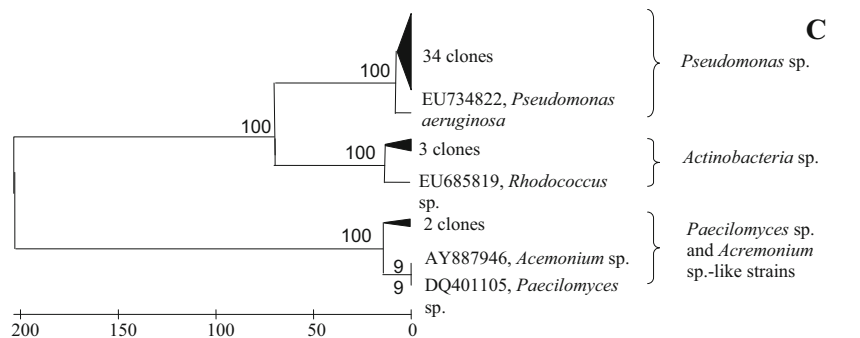 C
34 clones
100
Pseudomonas sp.
EU734822, Pseudomonas
aeruginosa
100
3 clones
100
Actinobacteria sp.
EU685819, Rhodococcus
sp.
2 clones
100
Paecilomyces sp.
and Acremonium
sp.-like strains
AY887946, Acemonium sp.
9
9
DQ401105, Paecilomyces
sp.
200 150 100 50 0